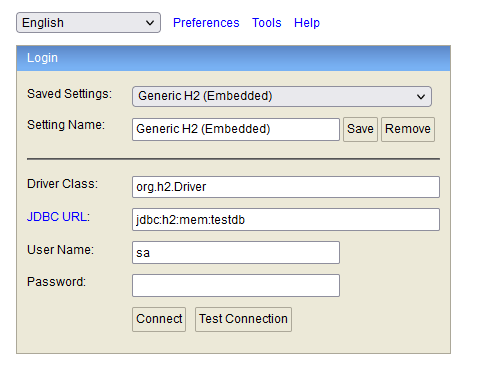 English Preferences Tools Help
Login
Saved Settings: Generic H2 (Embedded)
Setting Name: Generic H2 (Embedded) Save Remove
Driver Class: org.h2.Driver
JDBC URL: jdbc:h2:mem:testdb
User Name: sa
Password:
Connect Test Connection